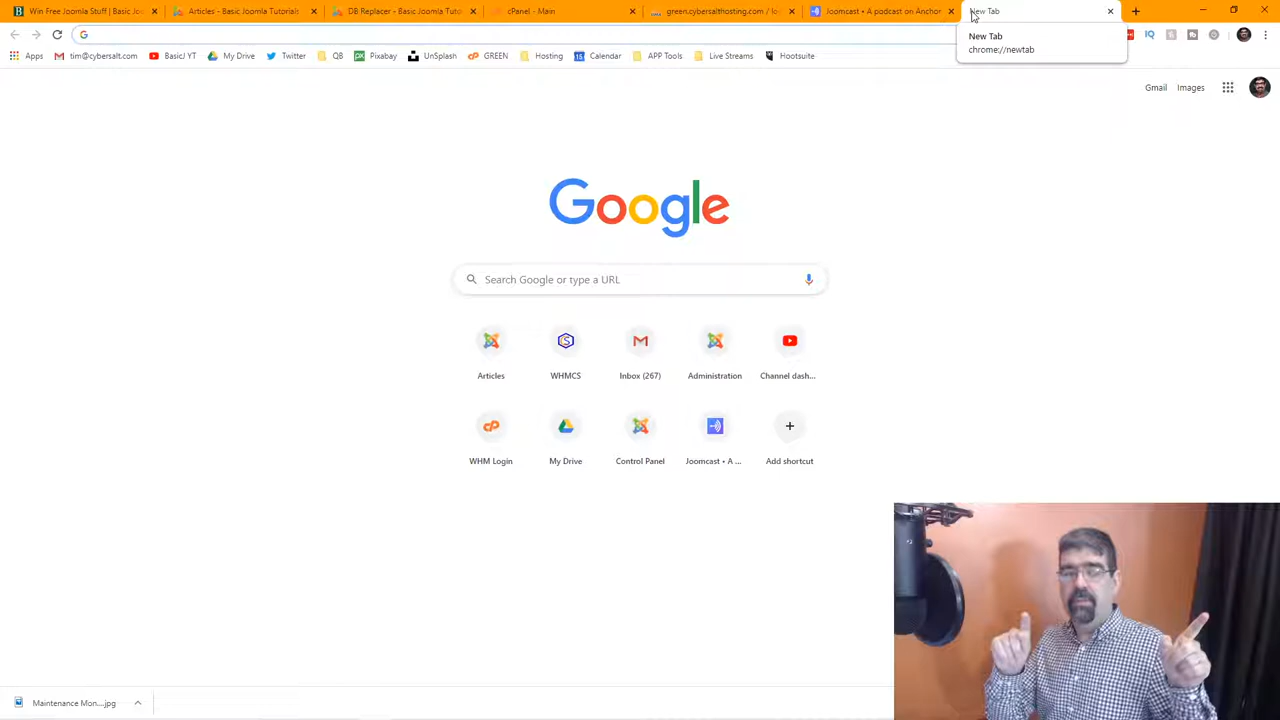 Win Free Joomla Stuff | Basic Jo
Articles - Basic Joomla Tutorials
DB Replacer - Basic Joomla Tuto
cPanel - Main
green.cybersalthosting.com / lo
Joomcast • A podcast on Anchor
New Tab
New Tab
chrome://newtab
Apps
tim@cybersalt.com
BasicJ YT
My Drive
Twitter
QB
Pixabay
UnSplash
GREEN
Hosting
Calendar
APP Tools
Live Streams
Hootsuite
Gmail
Images
Google
Search Google or type a URL
Articles
WHMCS
Inbox (267)
Administration
Channel dash...
WHM Login
My Drive
Control Panel
Joomcast • A ...
Add shortcut
Maintenance Mon....jpg